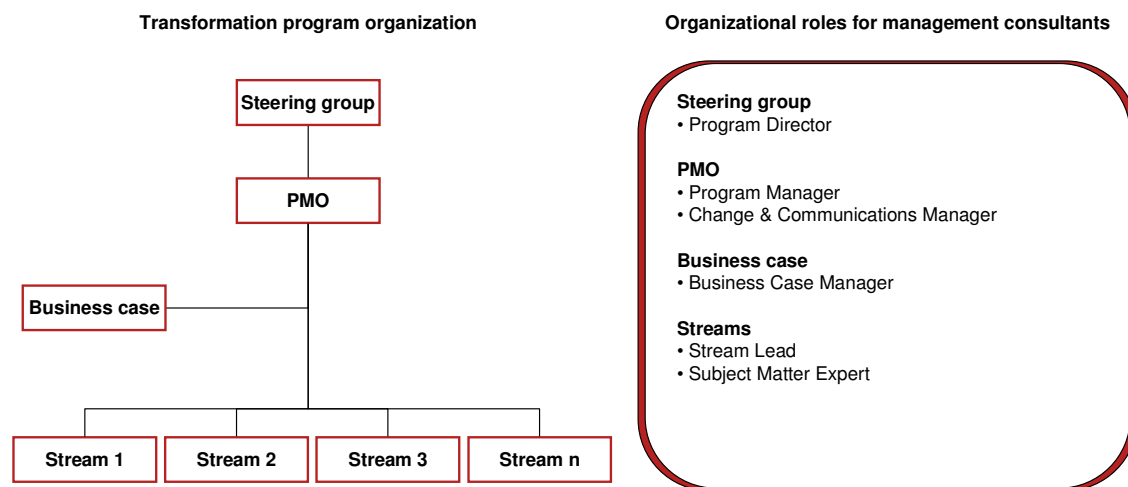 Transformation program organization
Steering group
PMO
Business case
Stream 1
Stream 2
Stream 3
Stream n
Organizational roles for management consultants
Steering group
• Program Director
PMO
• Program Manager
• Change & Communications Manager
Business case
• Business Case Manager
Streams
• Stream Lead
• Subject Matter Expert